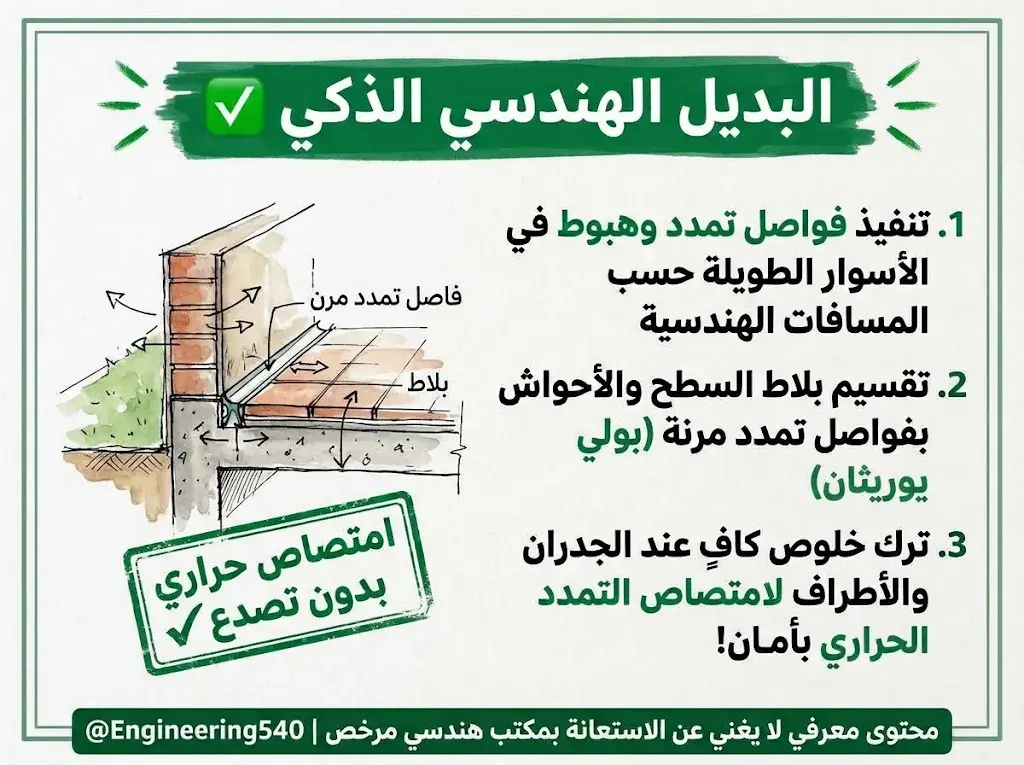 البديل الهندسي الذكي ✅
1. تنفيذ فواصل تمدد وهبوط في
الأسوار الطويلة حسب
المسافات الهندسية
2. تقسيم بلاط السطح والأحواش
بفواصل تمدد مرنة (بولي
يوريثان)
3. ترك خلوص كافٍ عند الجدران
والأطراف لامتصاص التمدد
الحراري بأمـان!
فاصل تمدد مرن
بلاط
امتصاص حراري
بدون تصدع ✓
محتوى معرفي لا يغني عن الاستعانة بمكتب هندسي مرخص | @Engineering540